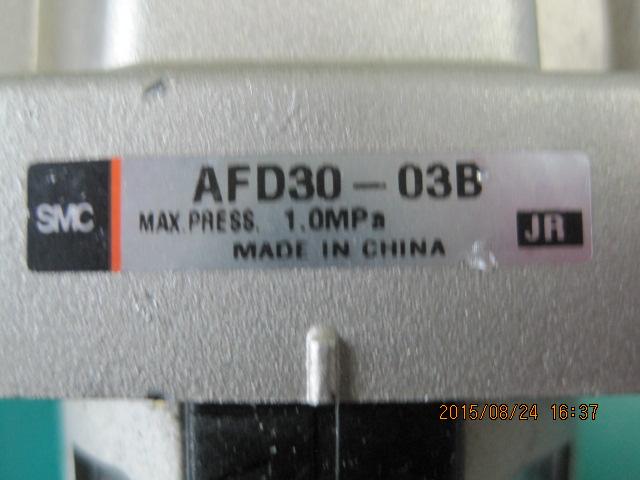 AFD30-03B
SMC
MAX.PRESS. 1.0MPa
JR
MADE IN CHINA
2015/08/24 16:37